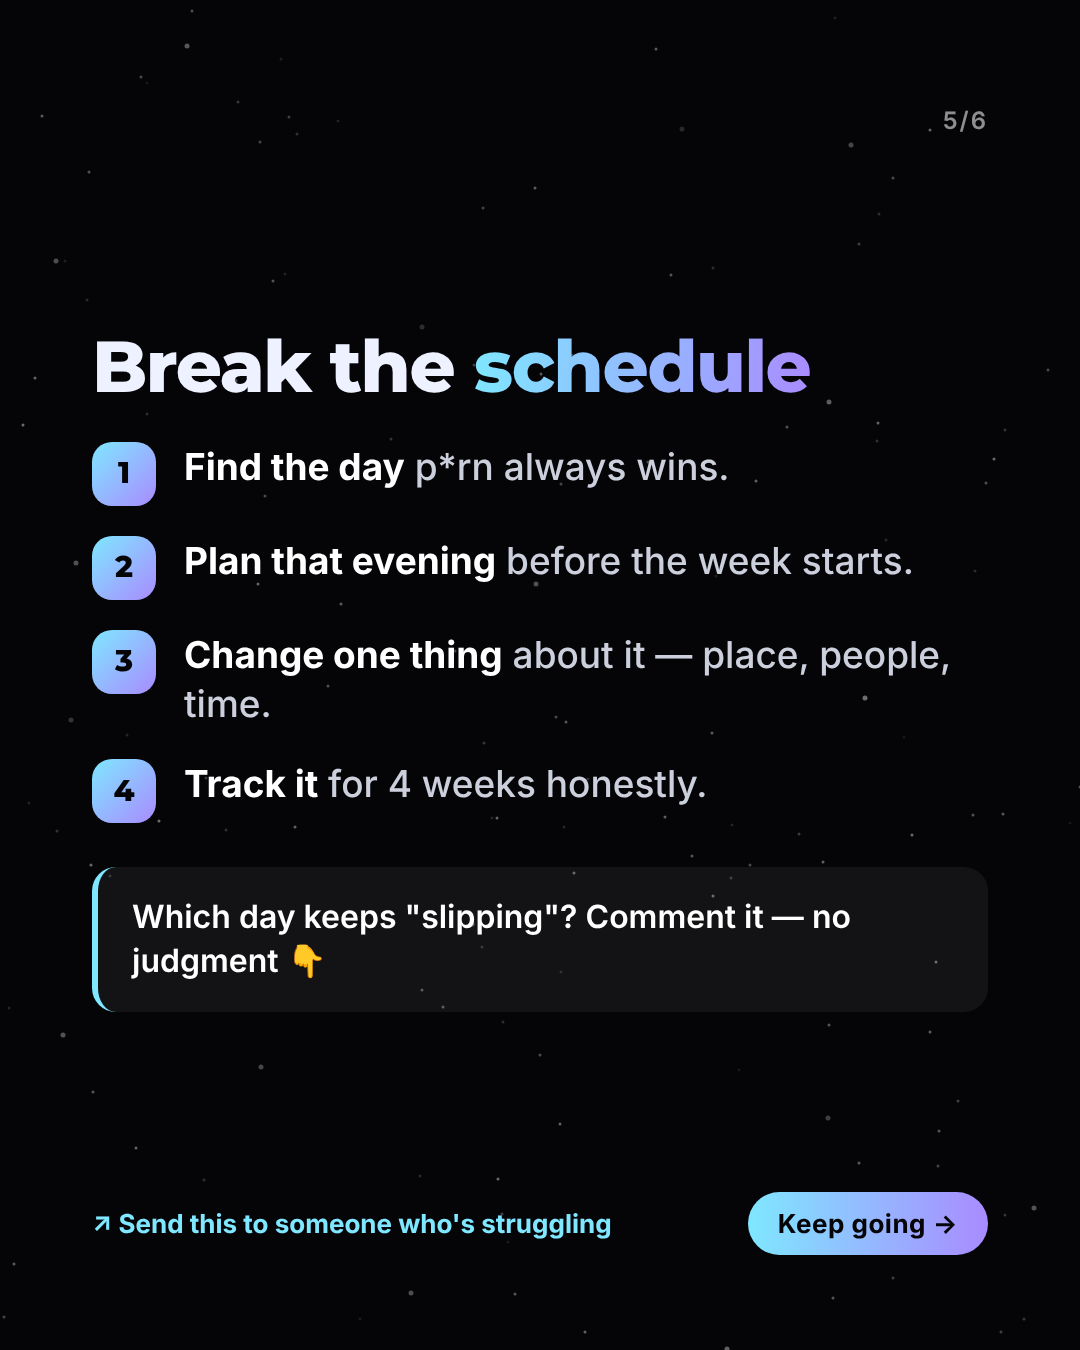 5/6
Break the schedule
1 Find the day p*rn always wins.
2 Plan that evening before the week starts.
3 Change one thing about it — place, people,
time.
4 Track it for 4 weeks honestly.
Which day keeps "slipping"? Comment it — no
judgment 👇
↗ Send this to someone who's struggling
Keep going →